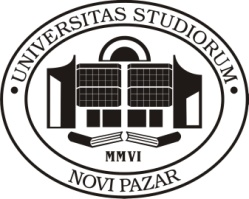 • UNIVERSITAS STUDIORUM •
MMVI
NOVI PAZAR